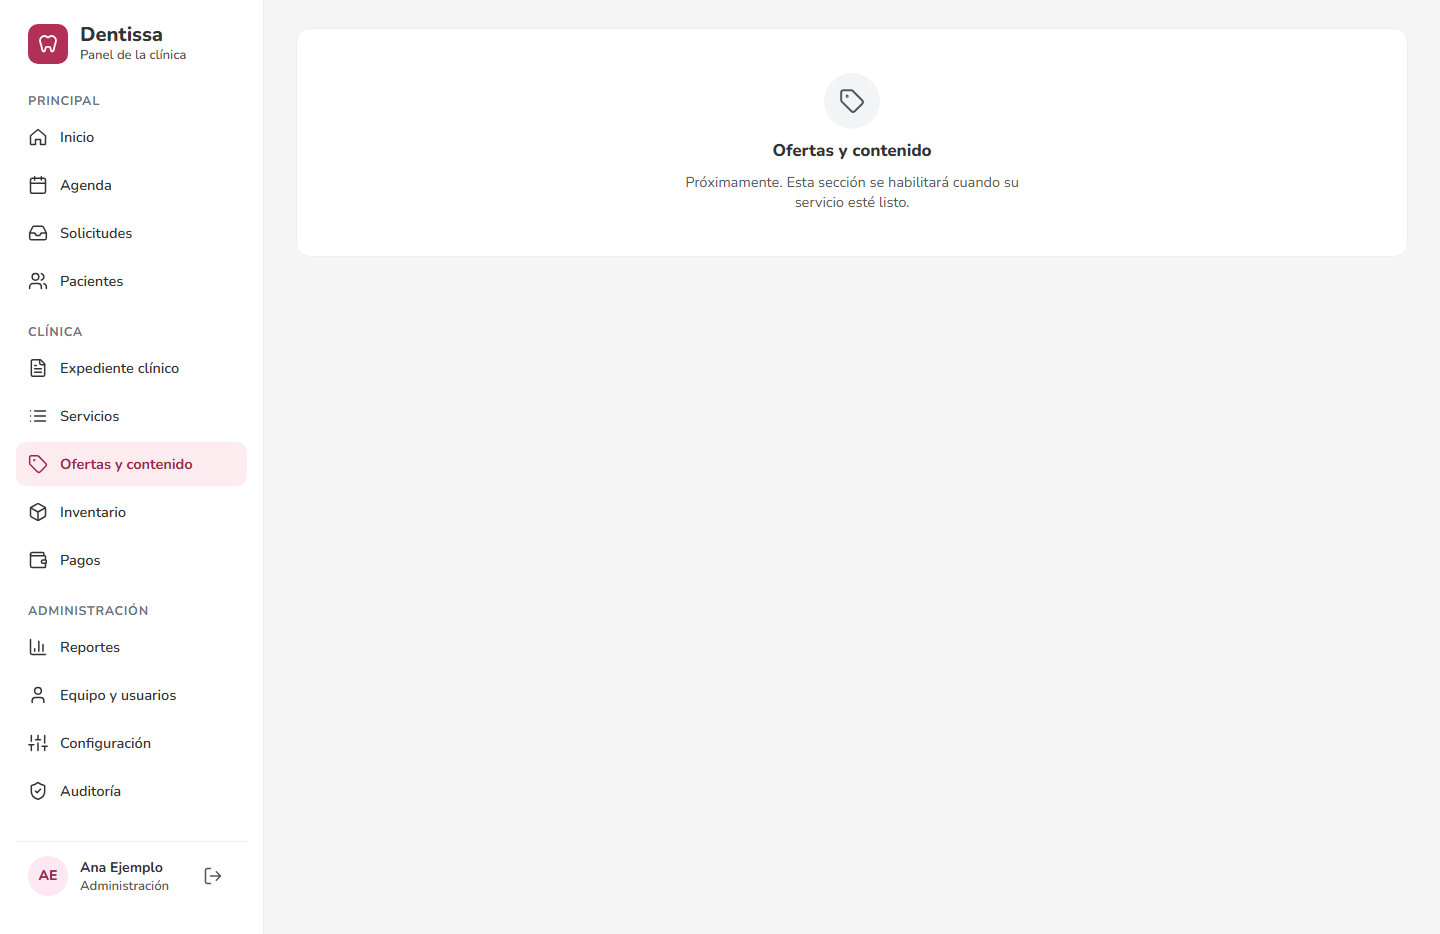 Dentissa
Panel de la clínica
PRINCIPAL
Inicio
Agenda
Solicitudes
Pacientes
CLÍNICA
Expediente clínico
Servicios
Ofertas y contenido
Inventario
Pagos
ADMINISTRACIÓN
Reportes
Equipo y usuarios
Configuración
Auditoría
AE
Ana Ejemplo
Administración
Ofertas y contenido
Próximamente. Esta sección se habilitará cuando su
servicio esté listo.